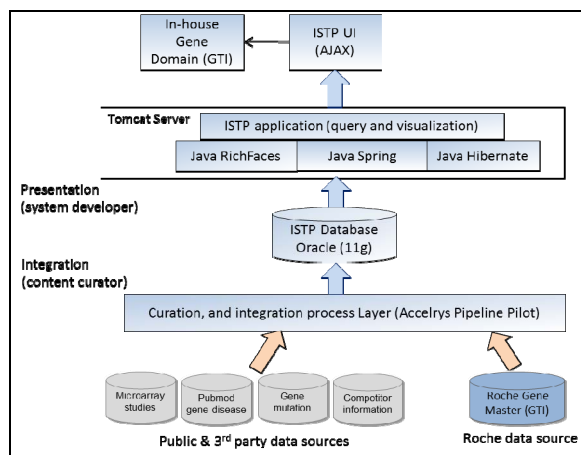 In-house
Gene
Domain (GTI)
ISTP UI
(AJAX)
Tomcat Server
ISTP application (query and visualization)
Java RichFaces
Java Spring
Java Hibernate
Presentation
(system developer)
ISTP Database
Oracle (11g)
Integration
(content curator)
Curation, and integration process Layer (Accelrys Pipeline Pilot)
Microarray
studies
Pubmod
gene disease
Gene
mutation
Competitor
information
Roche Gene
Master (GTI)
Public & 3rd party data sources
Roche data source